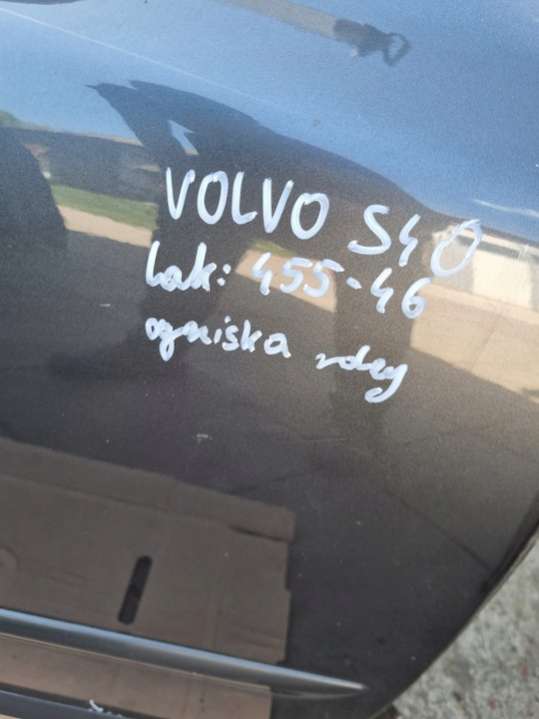 VOLVO S40
Lak: 455-46
ogniska rdzy